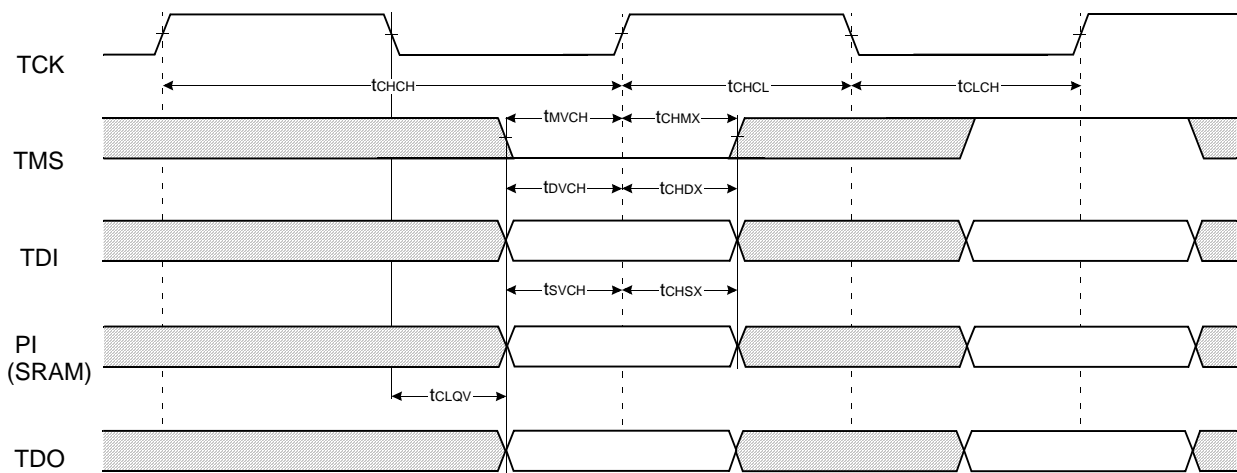 TCK
tCHCH tCHCL tCLCH
tMVCH tCHMX
TMS
tDVCH tCHDX
TDI
tSVCH tCHSX
PI
(SRAM)
tCLQV
TDO